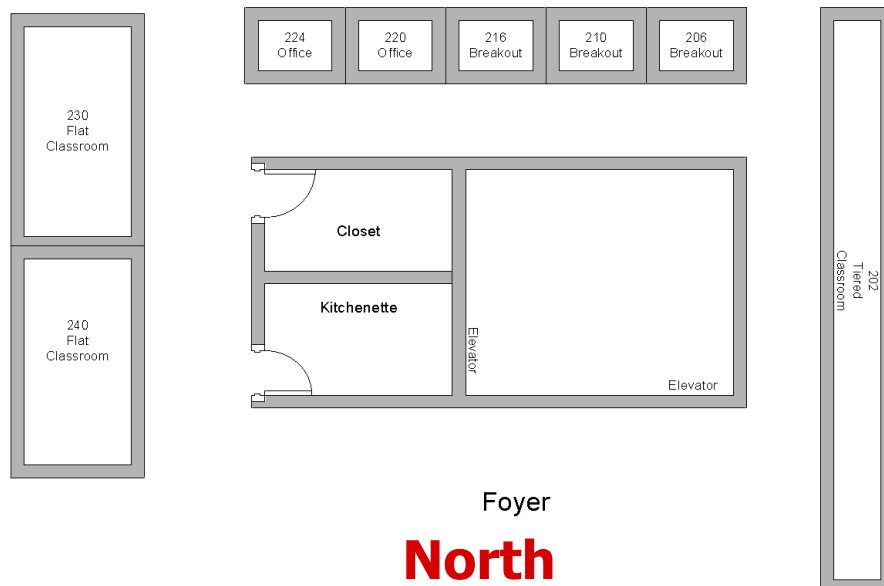 224
Office
220
Office
216
Breakout
210
Breakout
206
Breakout
230
Flat
Classroom
Closet
202
Tiered
Classroom
Kitchenette
240
Flat
Classroom
Elevator
Elevator
Foyer
North